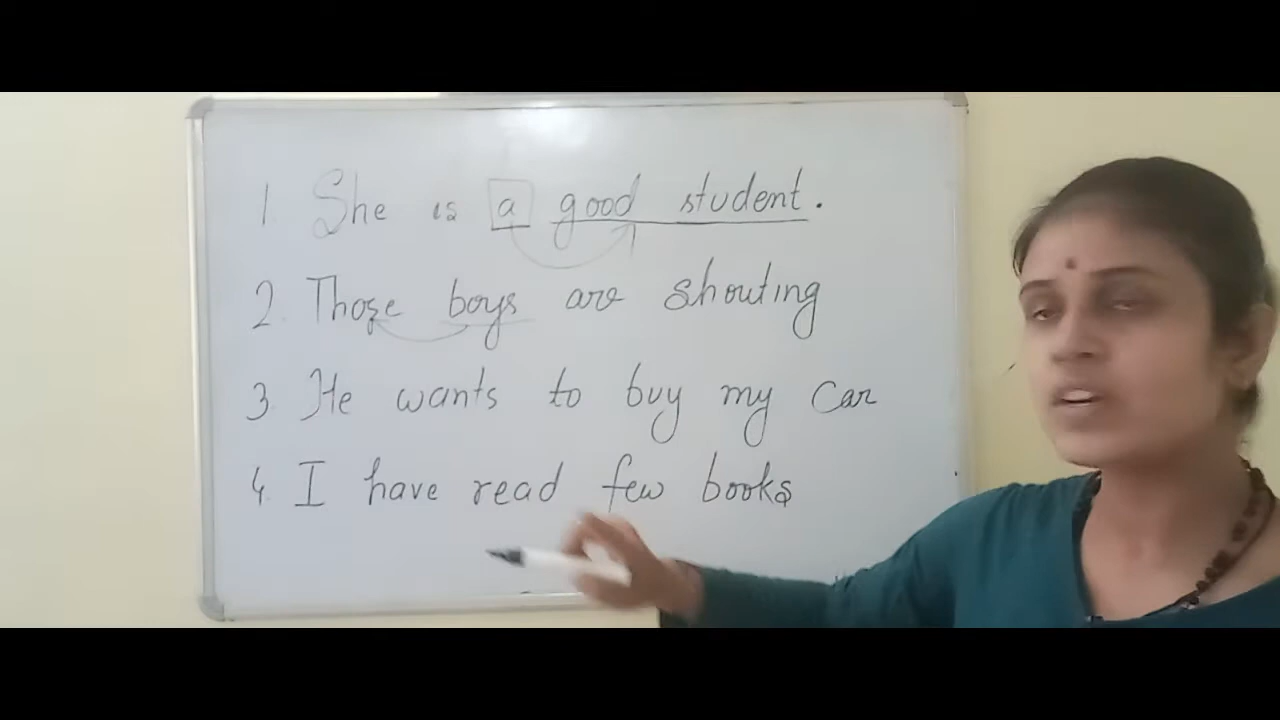 1. She is a good student.
2. Those boys are shouting
3. He wants to buy my car
4. I have read few books